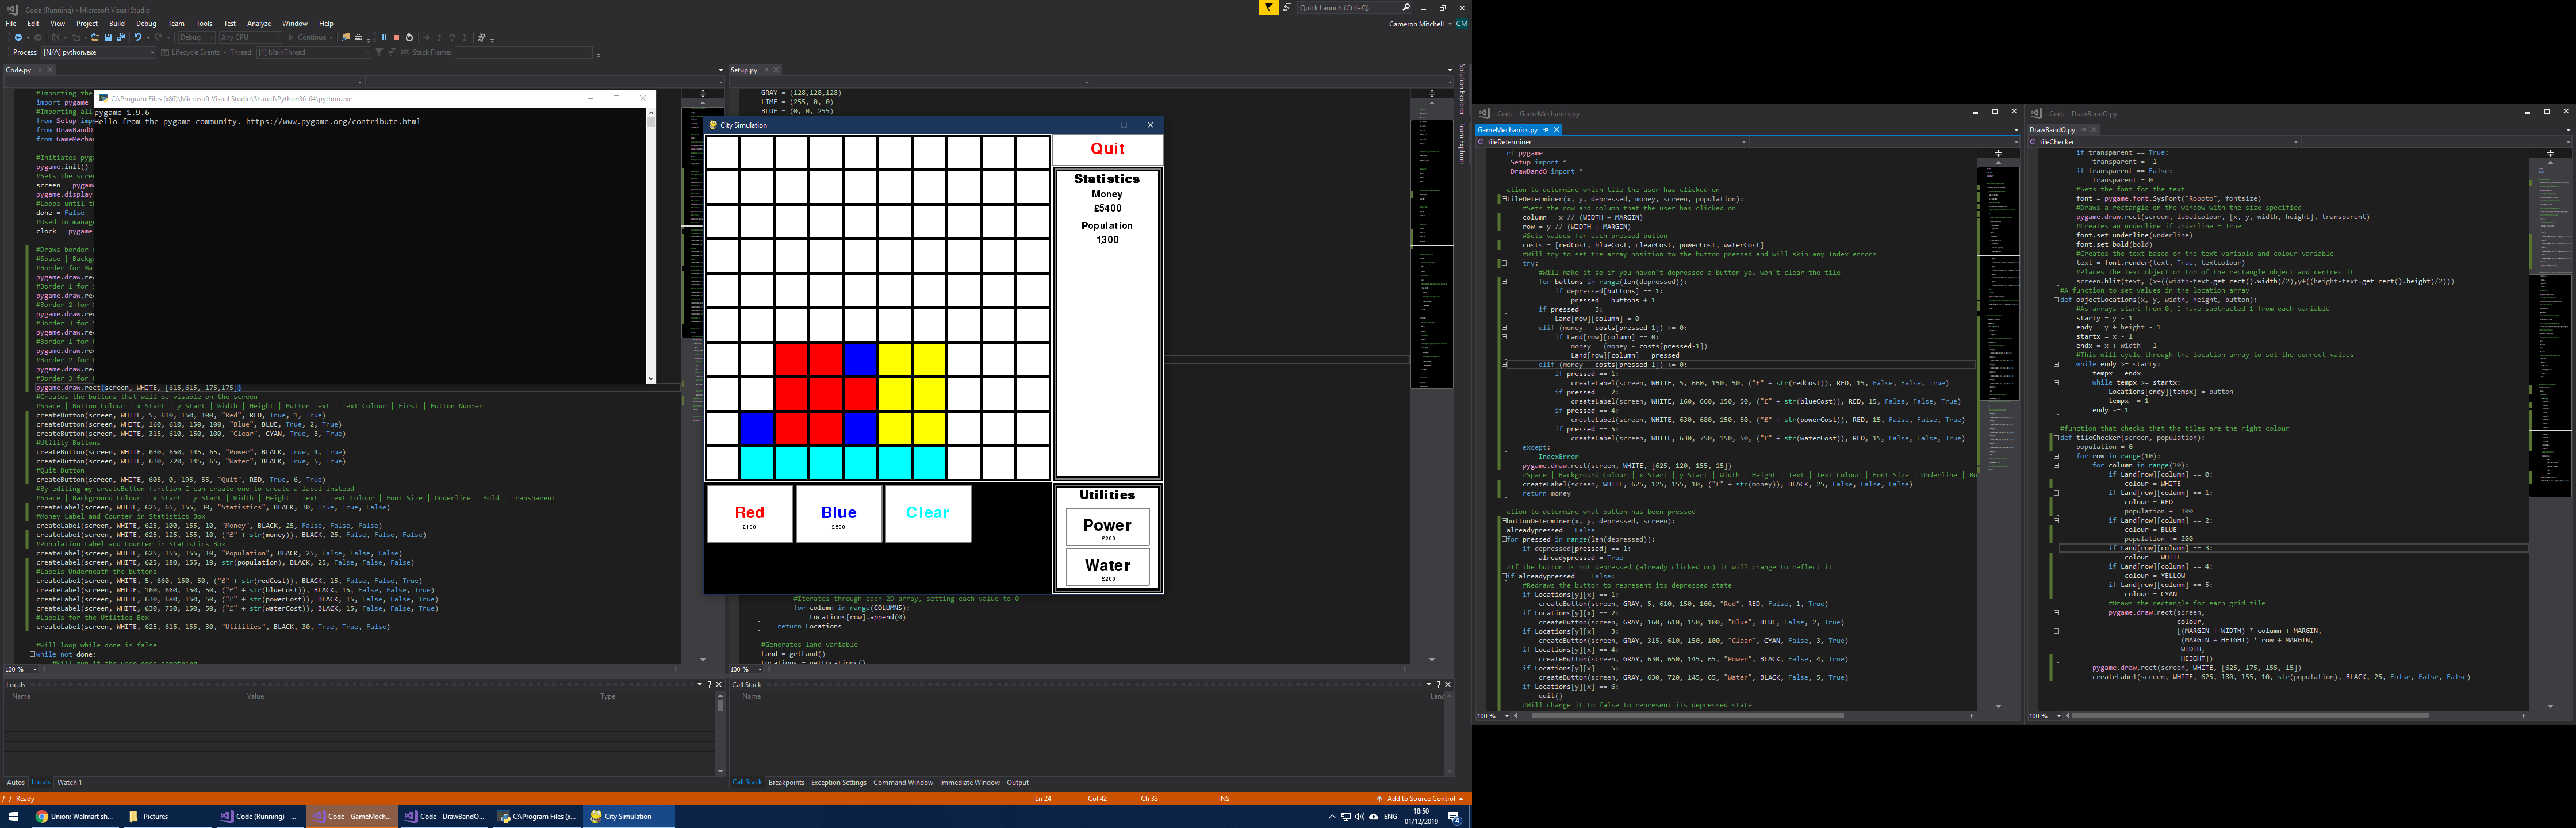 Code (Running) - Microsoft Visual Studio
Quick Launch (Ctrl+Q)
File Edit View Project Build Debug Team Tools Test Analyze Window Help
Cameron Mitchell CM
Debug Any CPU Continue
Process: [N/A] python.exe Lifecycle Events Thread: [1] MainThread Stack Frame:
Code.py
#Importing the
import pygame
#Importing all
from Setup impo
from DrawBandO
from GameMechan
#Initiates pyga
pygame.init()
#Sets the scree
screen = pygame
pygame.display.
#Loops until th
done = False
#Used to manag
clock = pygame.
#Draws border
#Space | Backgr
#Border for Mai
pygame.draw.rec
#Border 1 for S
pygame.draw.rec
#Border 2 for S
pygame.draw.rec
#Border 3 for S
pygame.draw.rec
#Border 1 for
pygame.draw.rec
#Border 2 for
pygame.draw.rec
#Border 3 for
pygame.draw.rect(screen, WHITE, [615,615, 175,175])
#Creates the buttons that will be visable on the screen
#Space | Button Colour | x Start | y Start | Width | Height | Button Text | Text Colour | First | Button Number
createButton(screen, WHITE, 5, 610, 150, 100, "Red", RED, True, 1, True)
createButton(screen, WHITE, 160, 610, 150, 100, "Blue", BLUE, True, 2, True)
createButton(screen, WHITE, 315, 610, 150, 100, "Clear", CYAN, True, 3, True)
#Utility Buttons
createButton(screen, WHITE, 630, 650, 145, 65, "Power", BLACK, True, 4, True)
createButton(screen, WHITE, 630, 720, 145, 65, "Water", BLACK, True, 5, True)
#Quit Button
createButton(screen, WHITE, 605, 0, 195, 55, "Quit", RED, True, 6, True)
#By editing my createButton function I can create one to create a label instead
#Space | Background Colour | x Start | y Start | Width | Height | Text | Text Colour | Font Size | Underline | Bold | Transparent
createLabel(screen, WHITE, 625, 65, 155, 30, "Statistics", BLACK, 30, True, True, False)
#Money Label and Counter in Statistics Box
createLabel(screen, WHITE, 625, 100, 155, 10, "Money", BLACK, 25, False, False, False)
createLabel(screen, WHITE, 625, 125, 155, 10, ("£" + str(money)), BLACK, 25, False, False, False)
#Population Label and Counter in Statistics Box
createLabel(screen, WHITE, 625, 155, 155, 10, "Population", BLACK, 25, False, False, False)
createLabel(screen, WHITE, 625, 180, 155, 10, str(population), BLACK, 25, False, False, False)
#Labels Underneath the buttons
createLabel(screen, WHITE, 5, 660, 150, 50, ("£" + str(redCost)), BLACK, 15, False, False, True)
createLabel(screen, WHITE, 160, 660, 150, 50, ("£" + str(blueCost)), BLACK, 15, False, False, True)
createLabel(screen, WHITE, 630, 680, 150, 50, ("£" + str(powerCost)), BLACK, 15, False, False, True)
createLabel(screen, WHITE, 630, 750, 150, 50, ("£" + str(waterCost)), BLACK, 15, False, False, True)
#Labels for the Utilities Box
createLabel(screen, WHITE, 625, 615, 155, 30, "Utilities", BLACK, 30, True, True, False)
#Will loop while done is false
while not done:
#Will run if the user does something
100 %
C:\Program Files (x86)\Microsoft Visual Studio\Shared\Python36_64\python.exe
pygame 1.9.6
Hello from the pygame community. https://www.pygame.org/contribute.html
Setup.py
GRAY = (128,128,128)
LIME = (255, 0, 0)
BLUE = (0, 0, 255)
#Iterates through each 2D array, setting each value to 0
for column in range(COLUMNS):
Locations[row].append(0)
return Locations
#Generates land variable
Land = getLand()
Locations = getLocations()
100 %
Solution Explorer
Team Explorer
City Simulation
Quit
Statistics
Money
£5400
Population
1300
Red
£100
Blue
£500
Clear
Utilities
Power
£200
Water
£200
Code - GameMechanics.py
GameMechanics.py
tileDeterminer
rt pygame
Setup import *
DrawBandO import *
ction to determine which tile the user has clicked on
tileDeterminer(x, y, depressed, money, screen, population):
#Sets the row and column that the user has clicked on
column = x // (WIDTH + MARGIN)
row = y // (WIDTH + MARGIN)
#Sets values for each pressed button
costs = [redCost, blueCost, clearCost, powerCost, waterCost]
#Will try to set the array position to the button pressed and will skip any Index errors
try:
#Will make it so if you haven't depressed a button you won't clear the tile
for buttons in range(len(depressed)):
if depressed[buttons] == 1:
pressed = buttons + 1
if pressed == 3:
Land[row][column] = 0
elif (money - costs[pressed-1]) >= 0:
if Land[row][column] == 0:
money = (money - costs[pressed-1])
Land[row][column] = pressed
elif (money - costs[pressed-1]) <= 0:
if pressed == 1:
createLabel(screen, WHITE, 5, 660, 150, 50, ("£" + str(redCost)), RED, 15, False, False, True)
if pressed == 2:
createLabel(screen, WHITE, 160, 660, 150, 50, ("£" + str(blueCost)), RED, 15, False, False, True)
if pressed == 4:
createLabel(screen, WHITE, 630, 680, 150, 50, ("£" + str(powerCost)), RED, 15, False, False, True)
if pressed == 5:
createLabel(screen, WHITE, 630, 750, 150, 50, ("£" + str(waterCost)), RED, 15, False, False, True)
except:
IndexError
pygame.draw.rect(screen, WHITE, [625, 120, 155, 15])
#Space | Background Colour | x Start | y Start | Width | Height | Text | Text Colour | Font Size | Underline | Bo
createLabel(screen, WHITE, 625, 125, 155, 10, ("£" + str(money)), BLACK, 25, False, False, False)
return money
ction to determine what button has been pressed
buttonDeterminer(x, y, depressed, screen):
alreadypressed = False
for pressed in range(len(depressed)):
if depressed[pressed] == 1:
alreadypressed = True
#If the button is not depressed (already clicked on) it will change to reflect it
if alreadypressed == False:
#Redraws the button to represent its depressed state
if Locations[y][x] == 1:
createButton(screen, GRAY, 5, 610, 150, 100, "Red", RED, False, 1, True)
if Locations[y][x] == 2:
createButton(screen, GRAY, 160, 610, 150, 100, "Blue", BLUE, False, 2, True)
if Locations[y][x] == 3:
createButton(screen, GRAY, 315, 610, 150, 100, "Clear", CYAN, False, 3, True)
if Locations[y][x] == 4:
createButton(screen, GRAY, 630, 650, 145, 65, "Power", BLACK, False, 4, True)
if Locations[y][x] == 5:
createButton(screen, GRAY, 630, 720, 145, 65, "Water", BLACK, False, 5, True)
if Locations[y][x] == 6:
quit()
#Will change it to false to represent its depressed state
100 %
Code - DrawBandO.py
DrawBandO.py
tileChecker
if transparent == True:
transparent = -1
if transparent == False:
transparent = 0
#Sets the font for the text
font = pygame.font.SysFont("Roboto", fontsize)
#Draws a rectangle on the window with the size specified
pygame.draw.rect(screen, labelcolour, [x, y, width, height], transparent)
#Creates an underline if underline = True
font.set_underline(underline)
font.set_bold(bold)
#Creates the text based on the text variable and colour variable
text = font.render(text, True, textcolour)
#Places the text object on top of the rectangle object and centres it
screen.blit(text, (x+((width-text.get_rect().width)/2),y+((height-text.get_rect().height)/2)))
#A function to set values in the location array
def objectLocations(x, y, width, height, button):
#As arrays start from 0, I have subtracted 1 from each variable
starty = y - 1
endy = y + height - 1
startx = x - 1
endx = x + width - 1
#This will cycle through the location array to set the correct values
while endy >= starty:
tempx = endx
while tempx >= startx:
Locations[endy][tempx] = button
tempx -= 1
endy -= 1
#function that checks that the tiles are the right colour
def tileChecker(screen, population):
population = 0
for row in range(10):
for column in range(10):
if Land[row][column] == 0:
colour = WHITE
if Land[row][column] == 1:
colour = RED
population += 100
if Land[row][column] == 2:
colour = BLUE
population += 200
if Land[row][column] == 3:
colour = WHITE
if Land[row][column] == 4:
colour = YELLOW
if Land[row][column] == 5:
colour = CYAN
#Draws the rectangle for each grid tile
pygame.draw.rect(screen,
colour,
[(MARGIN + WIDTH) * column + MARGIN,
(MARGIN + HEIGHT) * row + MARGIN,
WIDTH,
HEIGHT])
pygame.draw.rect(screen, WHITE, [625, 175, 155, 15])
createLabel(screen, WHITE, 625, 180, 155, 10, str(population), BLACK, 25, False, False, False)
100 %
Locals
Name Value Type
Autos Locals Watch 1
Call Stack
Name Lang
Call Stack Breakpoints Exception Settings Command Window Immediate Window Output
Ready Ln 24 Col 42 Ch 33 INS Add to Source Control
Union: Walmart sh... Pictures Code (Running) - ... Code - GameMech... Code - DrawBandO... C:\Program Files (x... City Simulation
ENG 18:50
01/12/2019
4